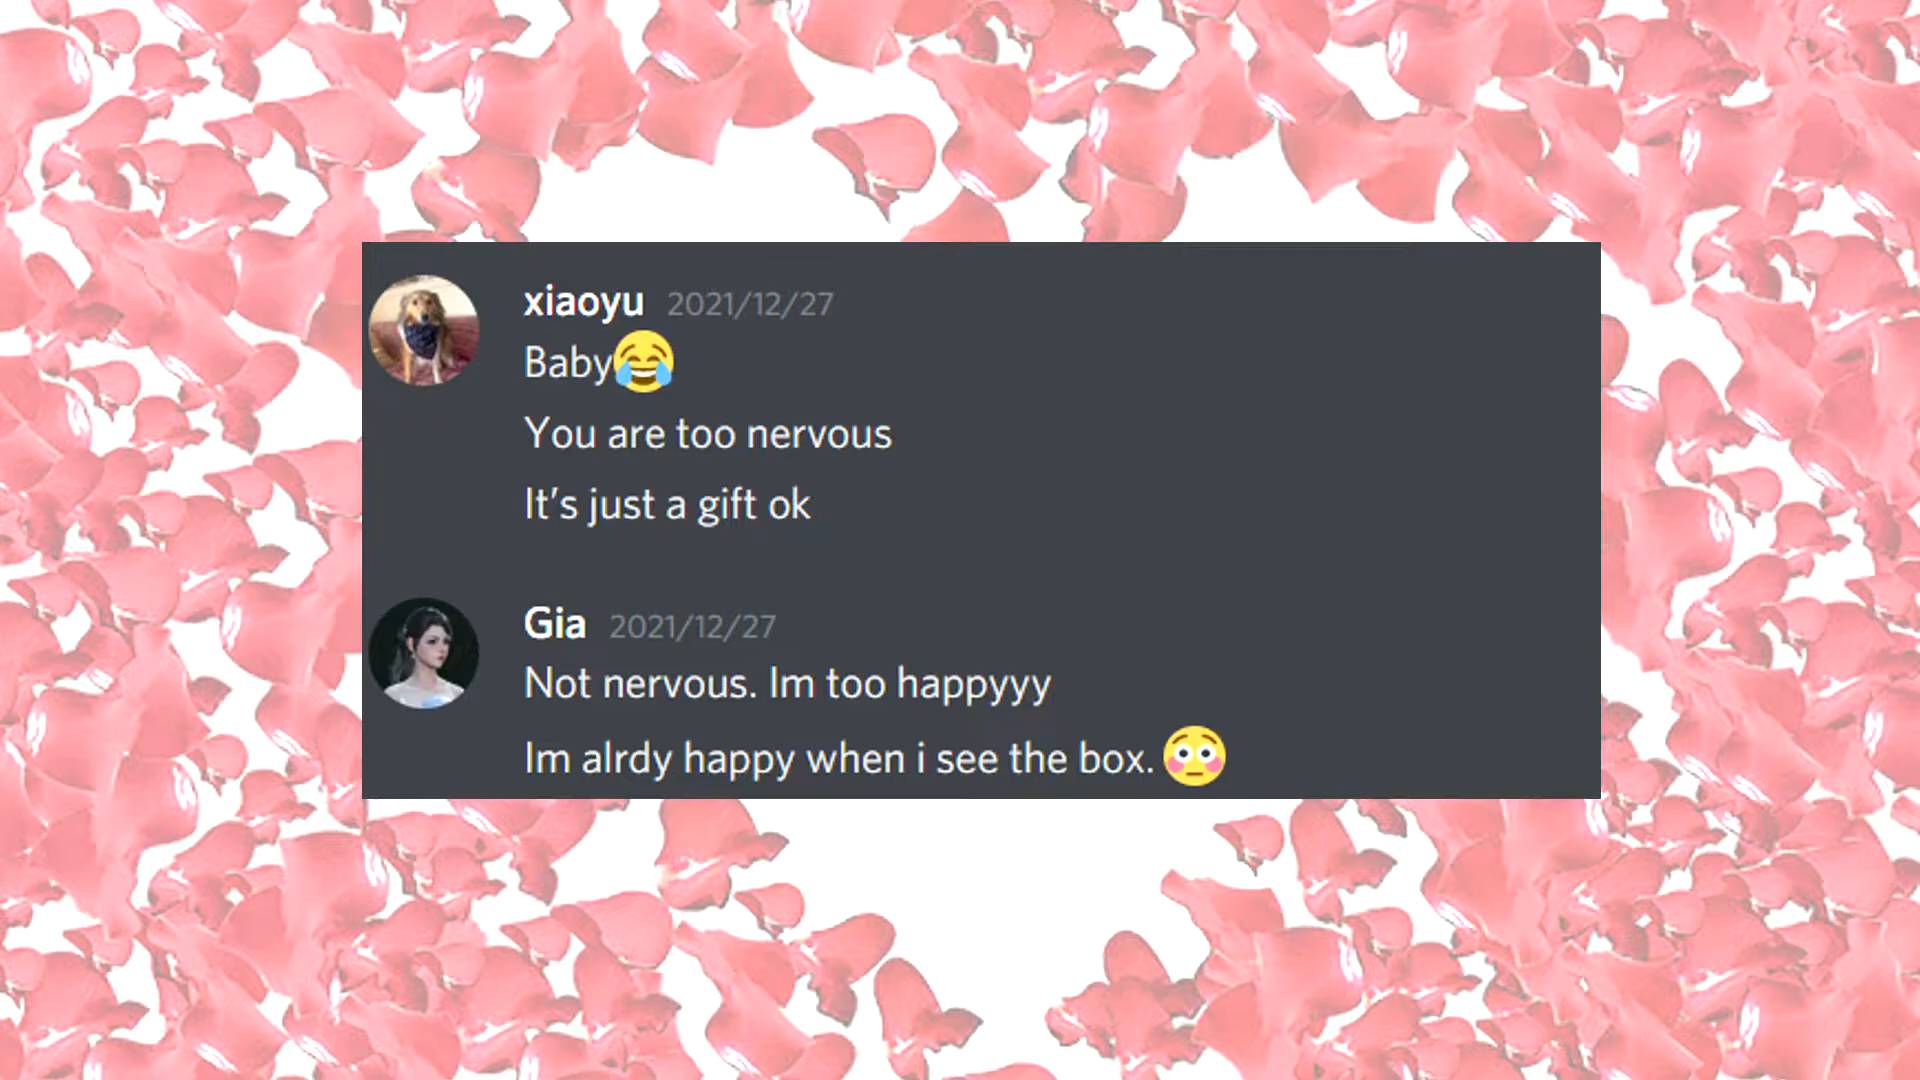 xiaoyu 2021/12/27
Baby😂
You are too nervous
It's just a gift ok
Gia 2021/12/27
Not nervous. Im too happyyy
Im alrdy happy when i see the box. 😳